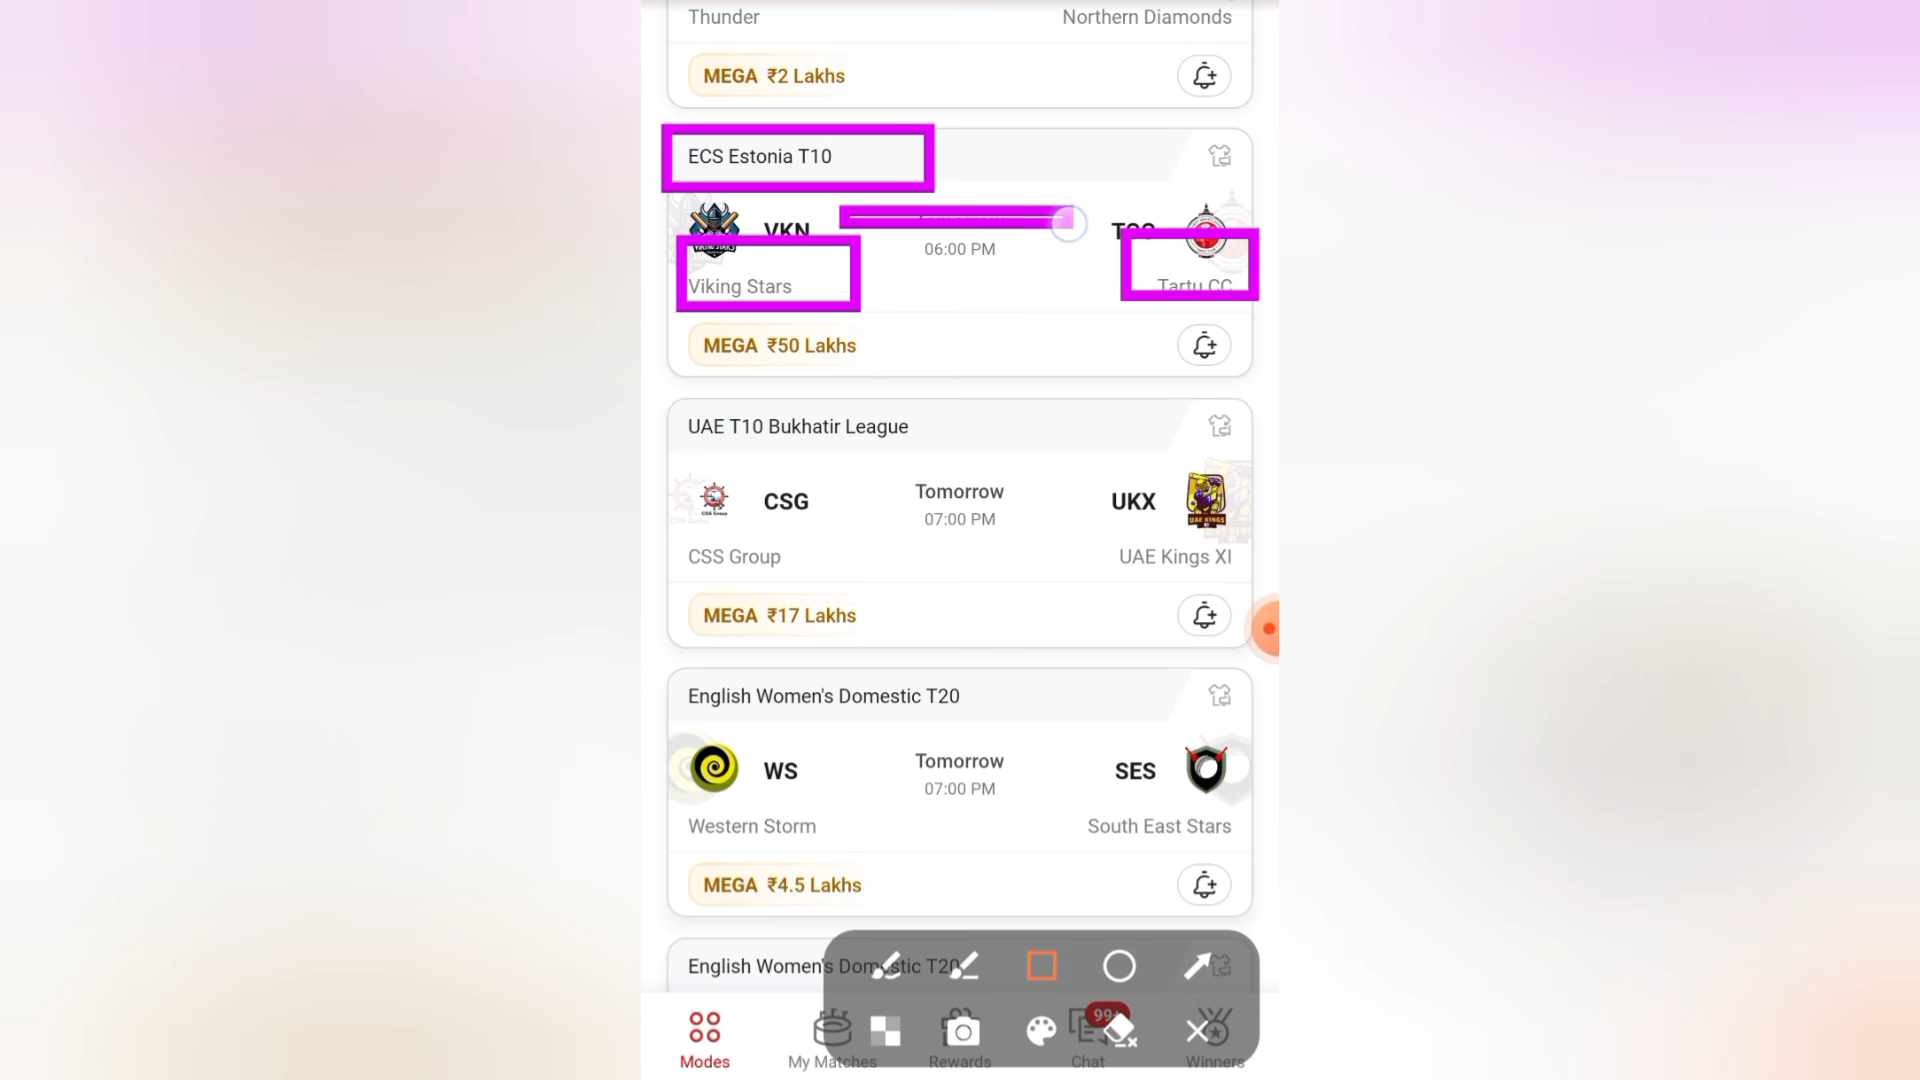 Thunder Northern Diamonds
MEGA ₹2 Lakhs
ECS Estonia T10
VKN
06:00 PM
Viking Stars Tartu CC
MEGA ₹50 Lakhs
UAE T10 Bukhatir League
CSG Tomorrow UKX
07:00 PM
CSS Group UAE Kings XI
MEGA ₹17 Lakhs
English Women's Domestic T20
WS Tomorrow SES
07:00 PM
Western Storm South East Stars
MEGA ₹4.5 Lakhs
English Women's Domestic T20
Modes My Matches Rewards Chat Winners